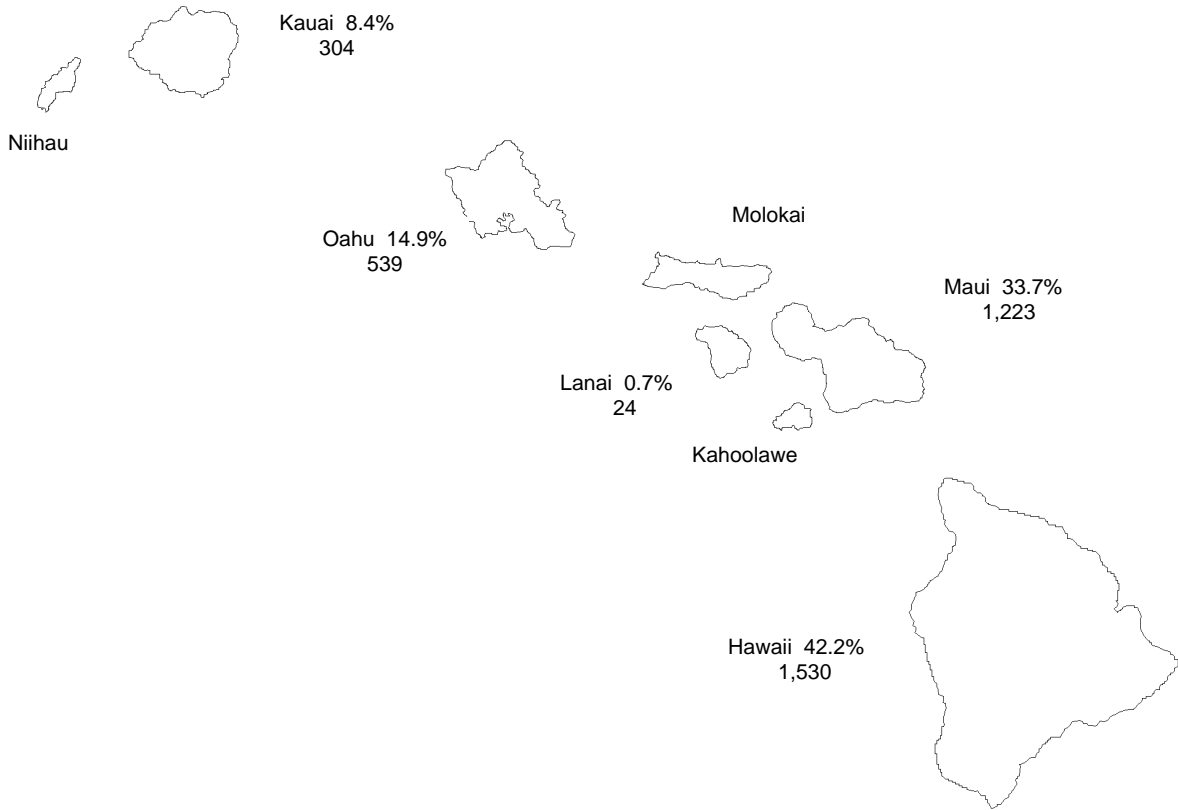 Kauai 8.4%
304
Niihau
Molokai
Oahu 14.9%
539
Maui 33.7%
1,223
Lanai 0.7%
24
Kahoolawe
Hawaii 42.2%
1,530